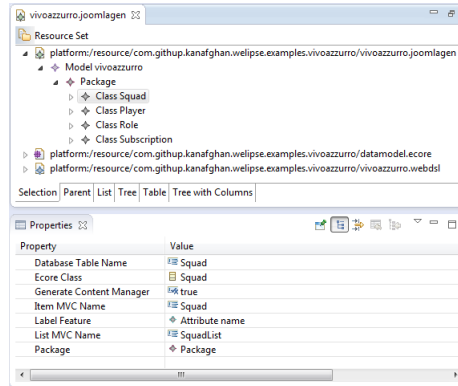 vivoazzurro.joomlagen
Resource Set
platform:/resource/com.githup.kanafghan.welipse.examples.vivoazzurro/vivoazzurro.joomlagen
Model vivoazzurro
Package
Class Squad
Class Player
Class Role
Class Subscription
platform:/resource/com.githup.kanafghan.welipse.examples.vivoazzurro/datamodel.ecore
platform:/resource/com.githup.kanafghan.welipse.examples.vivoazzurro/vivoazzurro.webdsl
Selection Parent List Tree Table Tree with Columns
Properties
Property Value
Database Table Name Squad
Ecore Class Squad
Generate Content Manager true
Item MVC Name Squad
Label Feature Attribute name
List MVC Name SquadList
Package Package